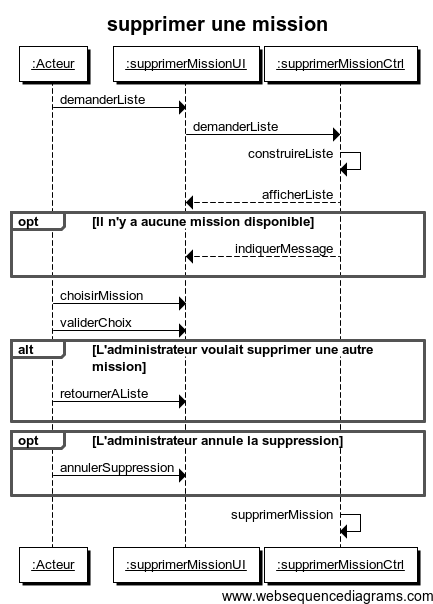 supprimer une mission
:Acteur
:supprimerMissionUI
:supprimerMissionCtrl
demanderListe
demanderListe
construireListe
afficherListe
opt
[Il n'y a aucune mission disponible]
indiquerMessage
choisirMission
validerChoix
alt
[L'administrateur voulait supprimer une autre
mission]
retournerAListe
opt
[L'administrateur annule la suppression]
annulerSuppression
supprimerMission
:Acteur
:supprimerMissionUI
:supprimerMissionCtrl
www.websequencediagrams.com